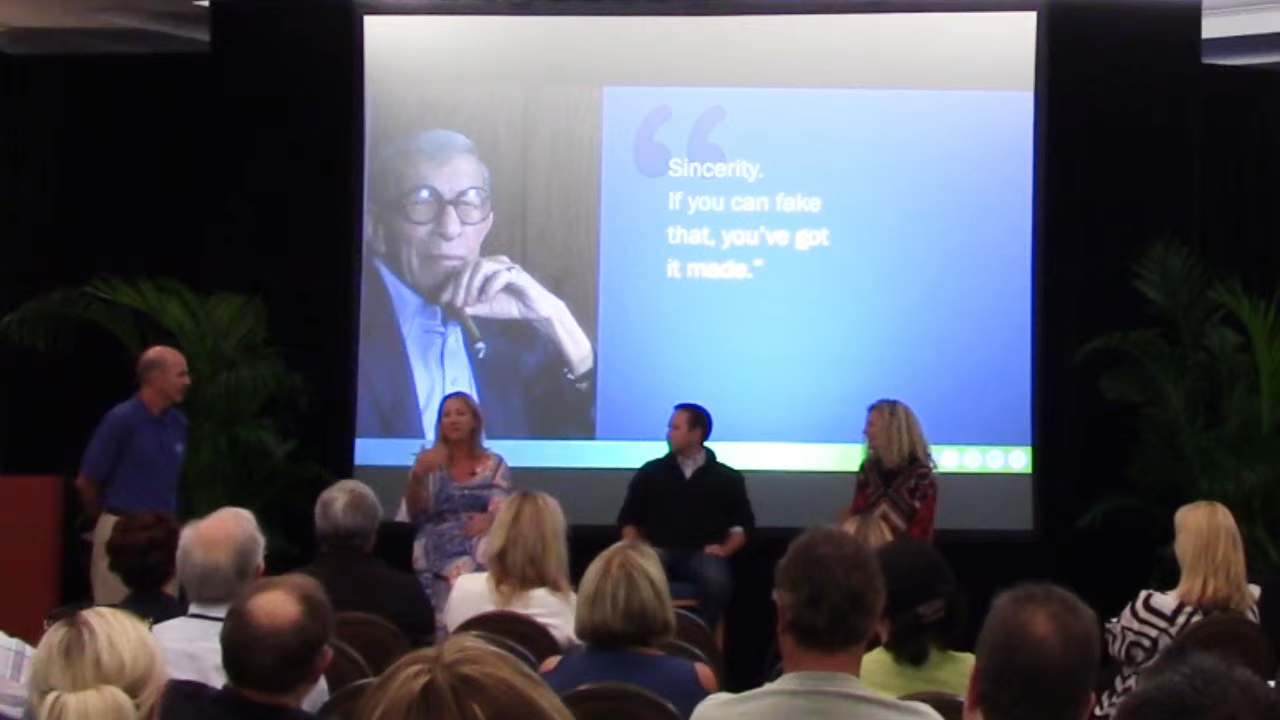 “
Sincerity.
If you can fake
that, you've got
it made."